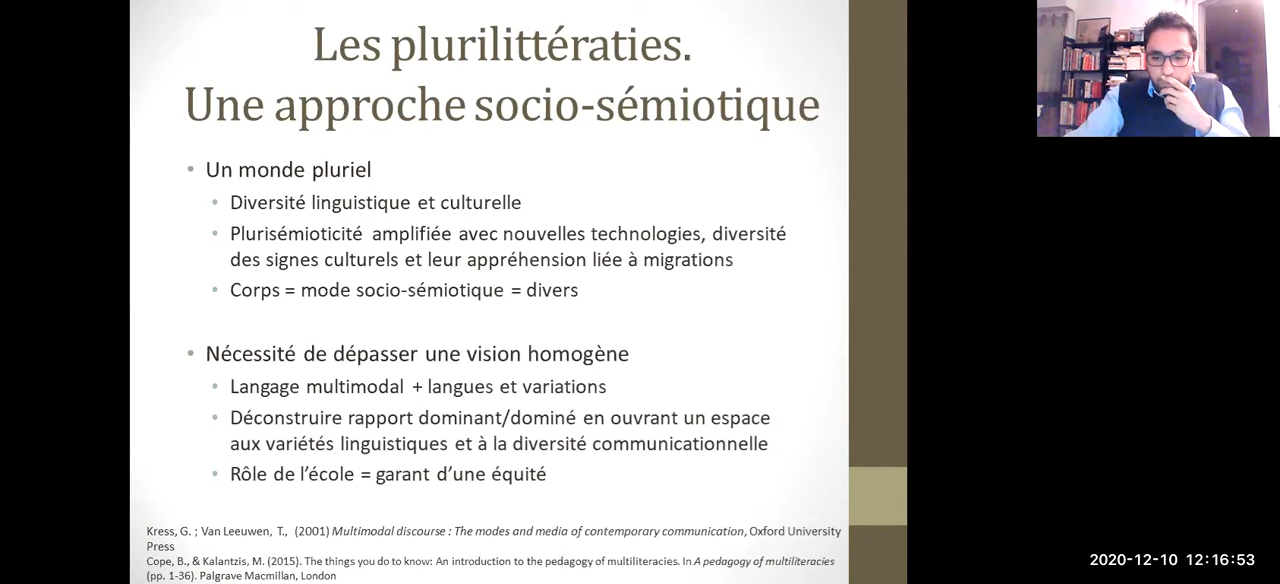 Les plurilittératies.
Une approche socio-sémiotique
• Un monde pluriel
• Diversité linguistique et culturelle
• Plurisémioticité amplifiée avec nouvelles technologies, diversité
des signes culturels et leur appréhension liée à migrations
• Corps = mode socio-sémiotique = divers
• Nécessité de dépasser une vision homogène
• Langage multimodal + langues et variations
• Déconstruire rapport dominant/dominé en ouvrant un espace
aux variétés linguistiques et à la diversité communicationnelle
• Rôle de l'école = garant d'une équité
Kress, G. ; Van Leeuwen, T., (2001) Multimodal discourse : The modes and media of contemporary communication, Oxford University
Press
Cope, B., & Kalantzis, M. (2015). The things you do to know: An introduction to the pedagogy of multiliteracies. In A pedagogy of multiliteracies
(pp. 1-36). Palgrave Macmillan, London
2020-12-10 12:16:53